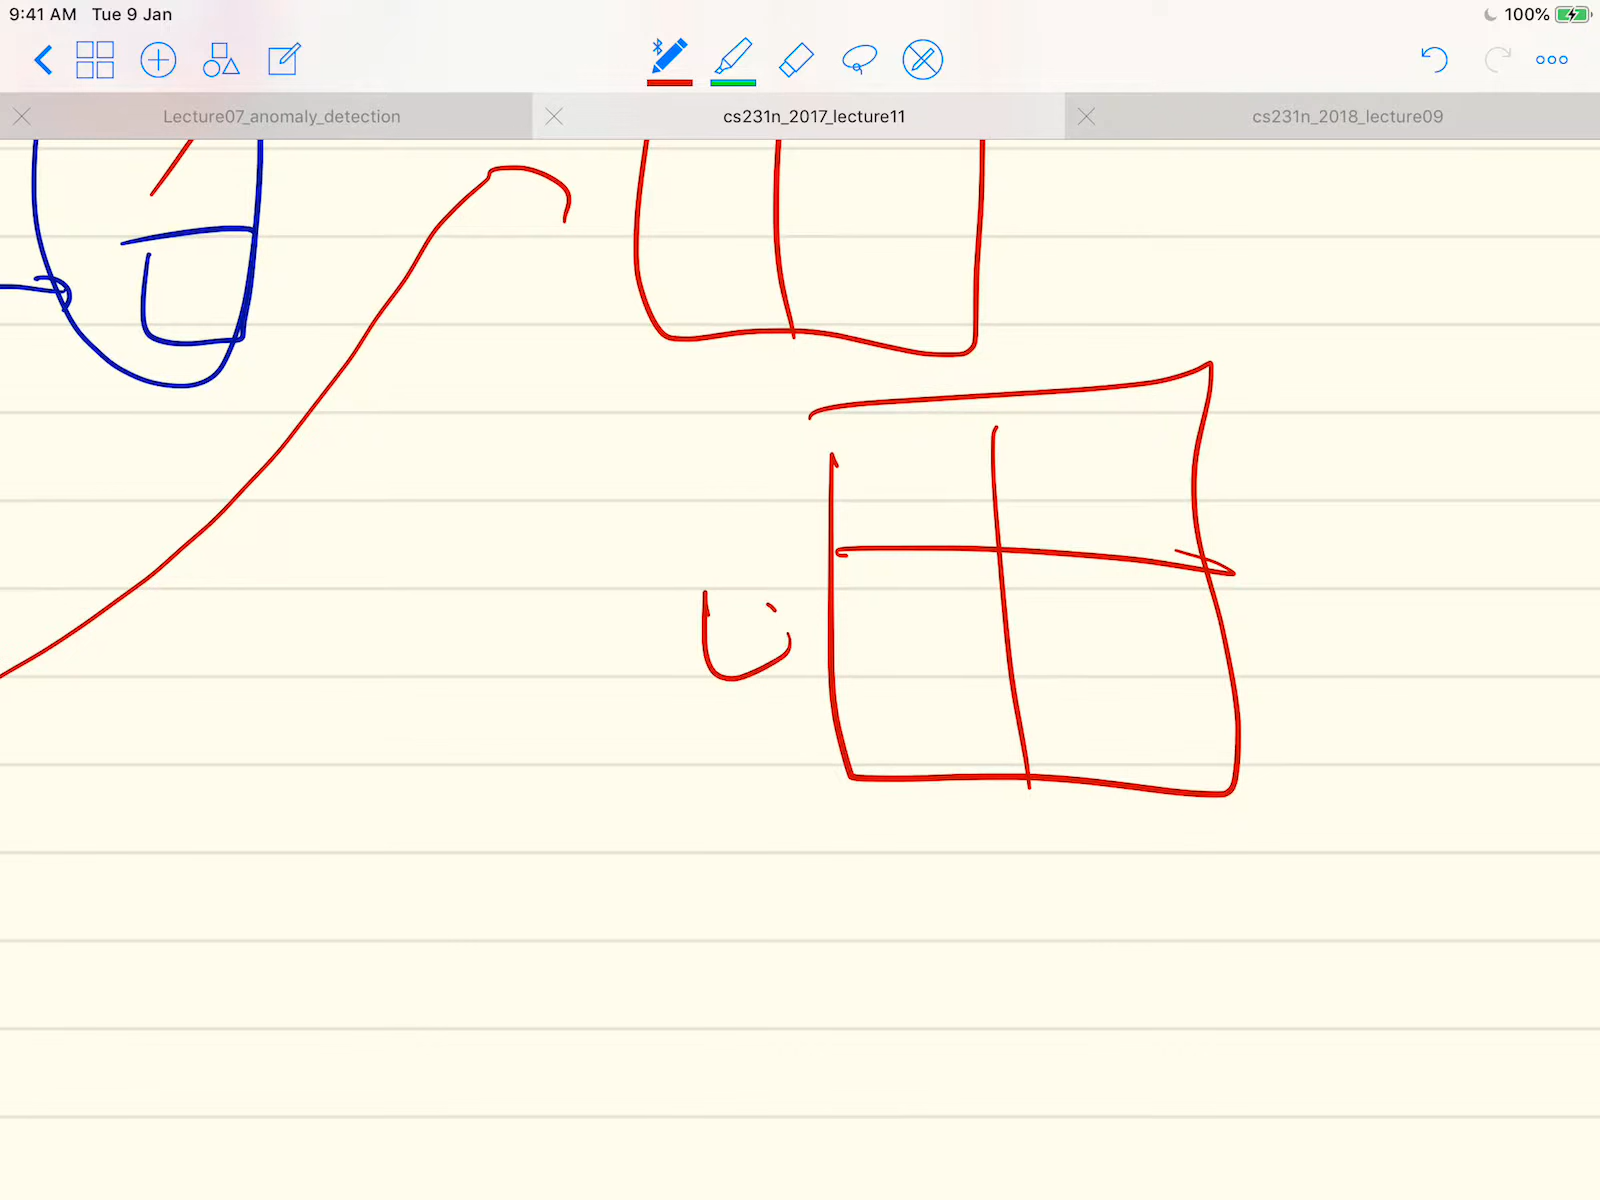 9:41 AM Tue 9 Jan 100%
Lecture07_anomaly_detection cs231n_2017_lecture11 cs231n_2018_lecture09